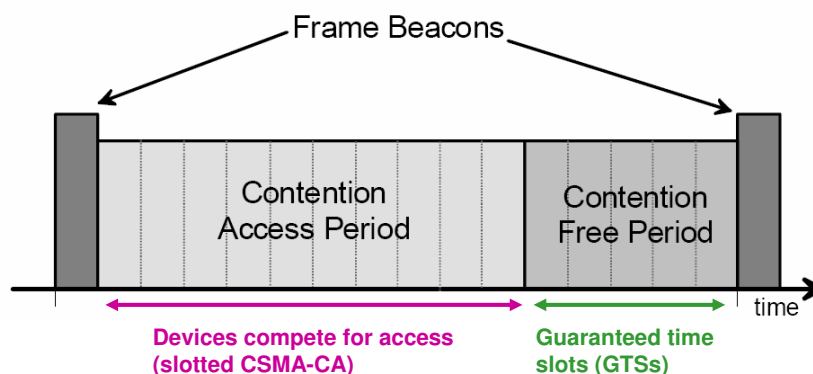 Frame Beacons
Contention
Access Period
Contention
Free Period
time
Devices compete for access
(slotted CSMA-CA)
Guaranteed time
slots (GTSs)